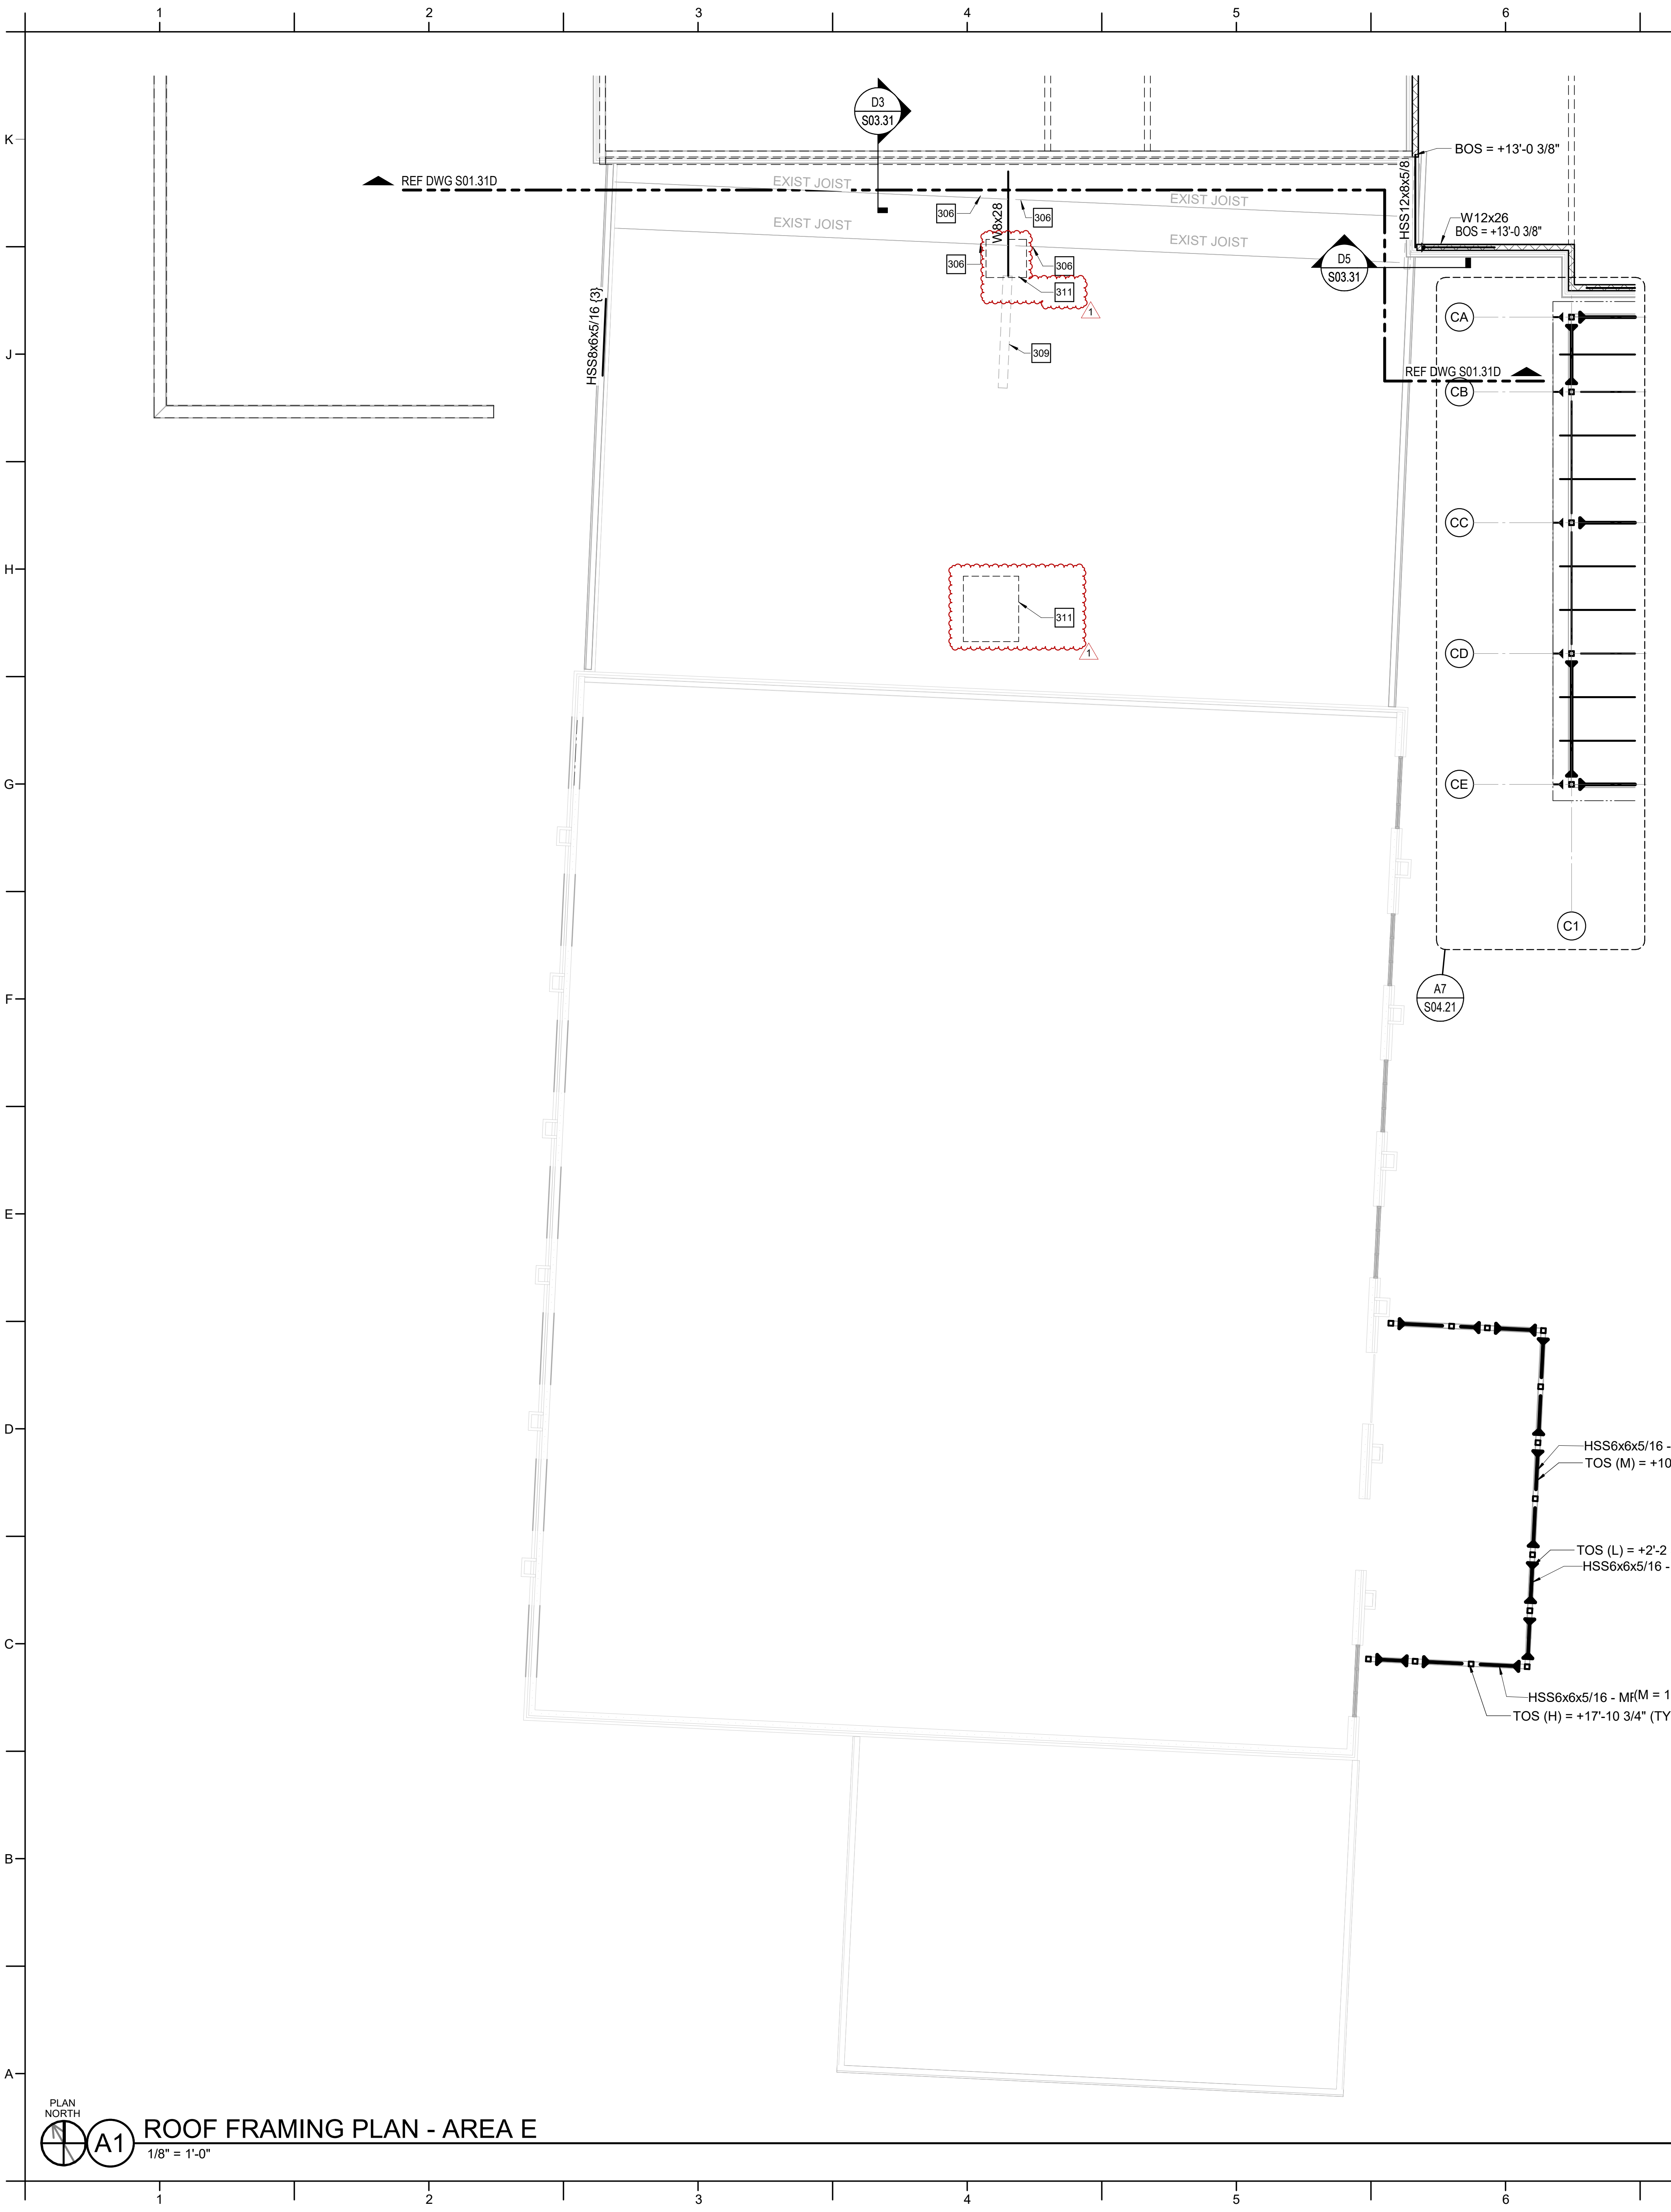 1 2 3 4 5 6
K
J
H
G
F
E
D
C
B
A
D3
S03.31
BOS = +13'-0 3/8"
REF DWG S01.31D
EXIST JOIST
EXIST JOIST
HSS12x8x5/8
306
W8x28
306
W12x26
BOS = +13'-0 3/8"
EXIST JOIST
EXIST JOIST
306
306
D5
S03.31
311
1
HSS8x6x5/16 {3}
CA
309
REF DWG S01.31D
CB
CC
311
1
CD
CE
C1
A7
S04.21
HSS6x6x5/16 -
TOS (M) = +10
TOS (L) = +2'-2
HSS6x6x5/16 -
HSS6x6x5/16 - MF(M = 1
TOS (H) = +17'-10 3/4" (TY
PLAN
NORTH
A1
ROOF FRAMING PLAN - AREA E
1/8" = 1'-0"
1 2 3 4 5 6